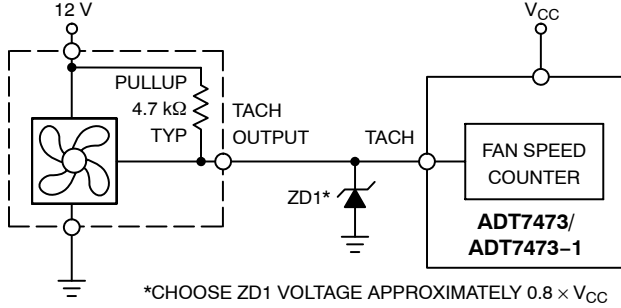 12 V
V_CC
PULLUP
4.7 kΩ
TYP
TACH
OUTPUT
TACH
FAN SPEED
COUNTER
ZD1*
ADT7473/
ADT7473−1
*CHOOSE ZD1 VOLTAGE APPROXIMATELY 0.8 × V_CC